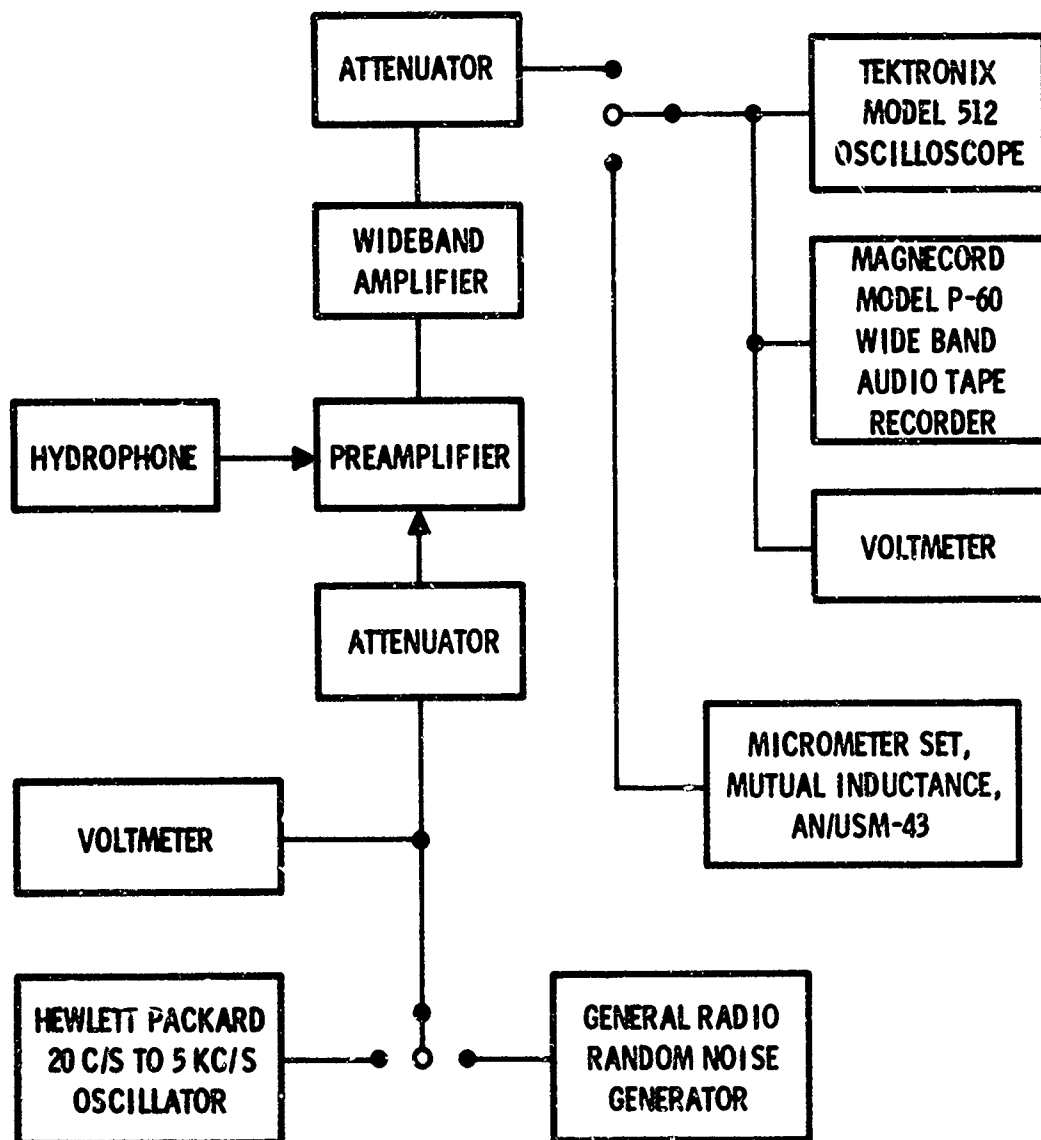 ATTENUATOR
TEKTRONIX
MODEL 512
OSCILLOSCOPE
WIDEBAND
AMPLIFIER
MAGNECORD
MODEL P-60
WIDE BAND
AUDIO TAPE
RECORDER
HYDROPHONE
PREAMPLIFIER
VOLTMETER
ATTENUATOR
MICROMETER SET,
MUTUAL INDUCTANCE,
AN/USM-43
VOLTMETER
HEWLETT PACKARD
20 C/S TO 5 KC/S
OSCILLATOR
GENERAL RADIO
RANDOM NOISE
GENERATOR